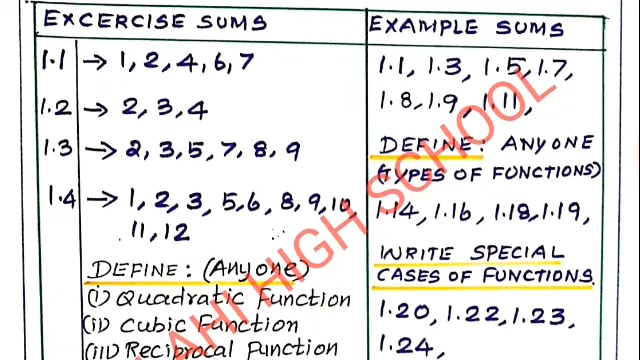 EXCERCISE SUMS
1.1 → 1, 2, 4, 6, 7
1.2 → 2, 3, 4
1.3 → 2, 3, 5, 7, 8, 9
1.4 → 1, 2, 3, 5, 6, 8, 9, 10,
11, 12
DEFINE: (Anyone)
(i) Quadratic Function
(ii) Cubic Function
(iii) Reciprocal Function
EXAMPLE SUMS
1.1, 1.3, 1.5, 1.7,
1.8, 1.9, 1.11,
DEFINE: ANYONE
(TYPES OF FUNCTIONS)
1.14, 1.16, 1.18, 1.19,
WRITE SPECIAL
CASES OF FUNCTIONS.
1.20, 1.22, 1.23,
1.24,
AHI HIGH SCHOOL